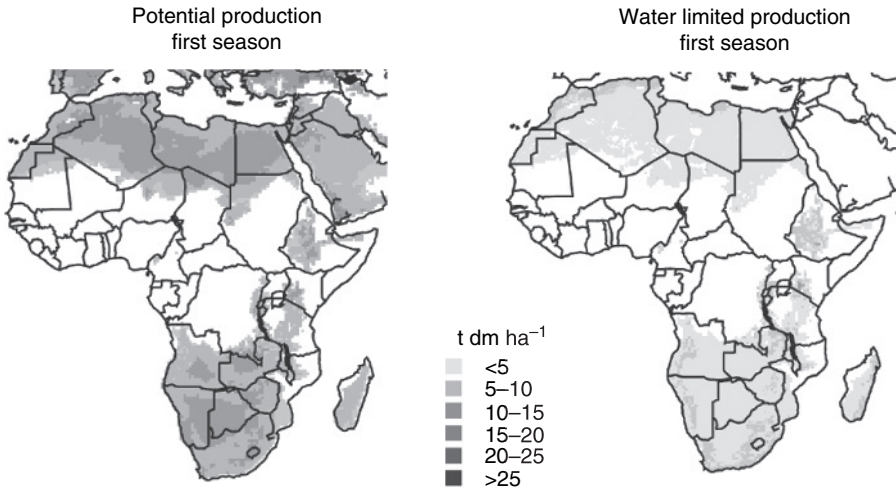 Potential production
first season
Water limited production
first season
t dm ha⁻¹
<5
5–10
10–15
15–20
20–25
>25